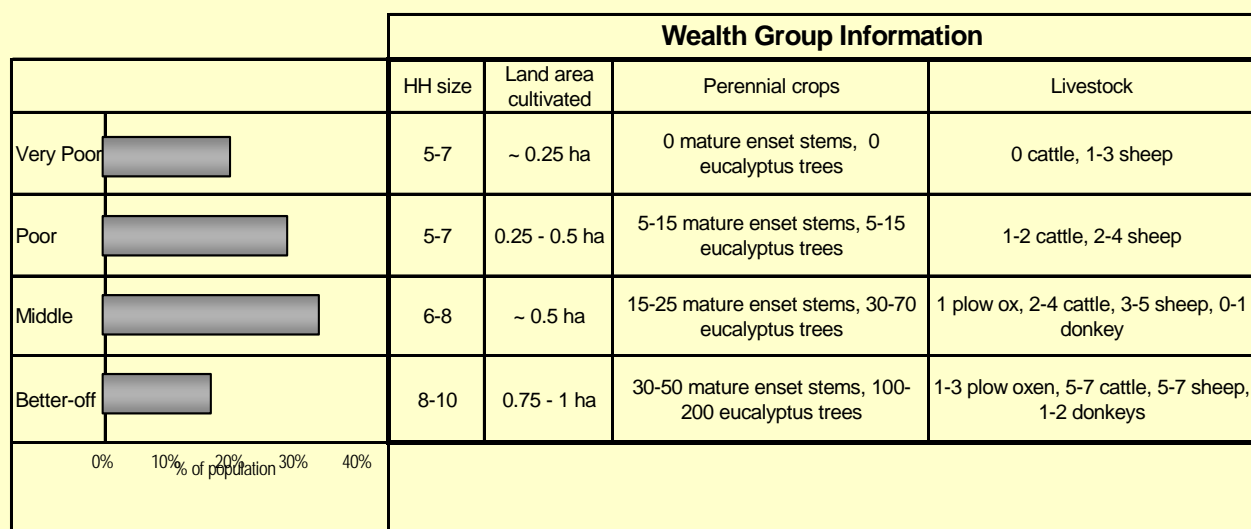 Wealth Group Information
HH size
Land area
cultivated
Perennial crops
Livestock
Very Poor
5-7
~ 0.25 ha
0 mature enset stems,  0
eucalyptus trees
0 cattle, 1-3 sheep
Poor
5-7
0.25 - 0.5 ha
5-15 mature enset stems, 5-15
eucalyptus trees
1-2 cattle, 2-4 sheep
Middle
6-8
~ 0.5 ha
15-25 mature enset stems, 30-70
eucalyptus trees
1 plow ox, 2-4 cattle, 3-5 sheep, 0-1
donkey
Better-off
8-10
0.75 - 1 ha
30-50 mature enset stems, 100-
200 eucalyptus trees
1-3 plow oxen, 5-7 cattle, 5-7 sheep,
1-2 donkeys
0% 10% 20% 30% 40%
% of population